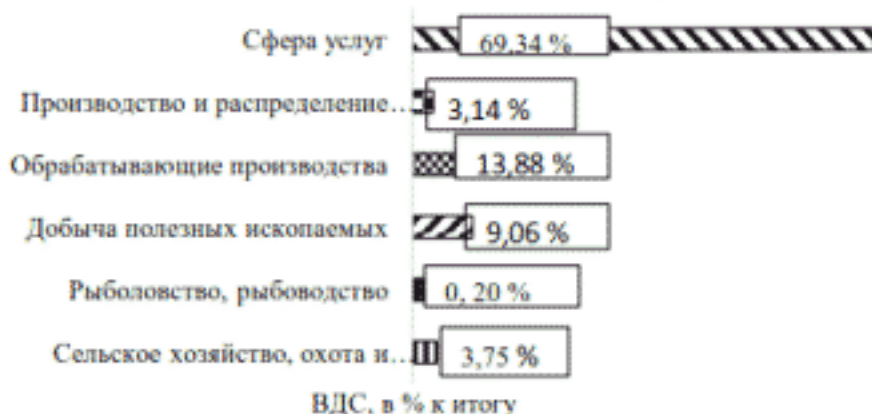 Сфера услуг 69,34 %
Производство и распределение... 3,14 %
Обрабатывающие производства 13,88 %
Добыча полезных ископаемых 9,06 %
Рыболовство, рыбоводство 0, 20 %
Сельское хозяйство, охота и... 3,75 %
ВДС, в % к итогу